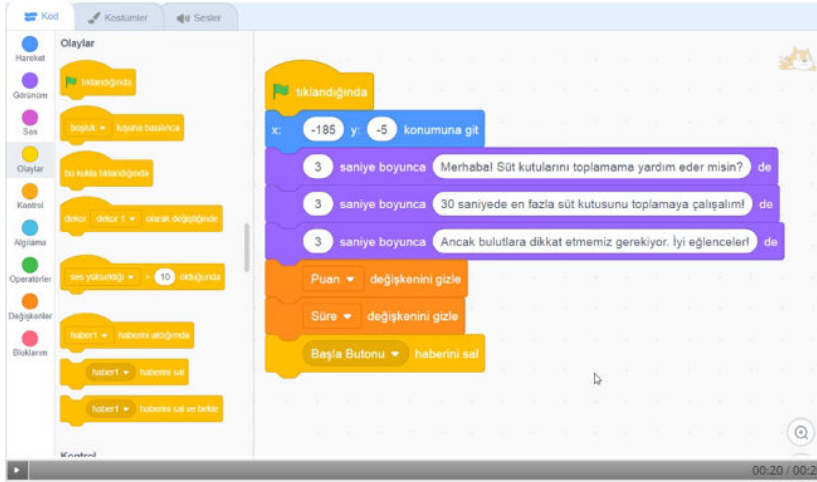 Kod Kostümler Sesler
Olaylar
Hareket
Görünüm
Ses
Olaylar
Kontrol
Algılama
Operatörler
Değişkenler
Bloklarım
tıklandığında
boşluk tuşuna basılınca
bu kukla tıklandığında
dekor dekor 1 olarak değiştiğinde
ses yüksekliği > 10 olduğunda
haber1 haberini aldığımda
haber1 haberini sal
haber1 haberini sal ve bekle
Kontrol
tıklandığında
x: -185 y: -5 konumuna git
3 saniye boyunca Merhaba! Süt kutularını toplamama yardım eder misin? de
3 saniye boyunca 30 saniyede en fazla süt kutusunu toplamaya çalışalım! de
3 saniye boyunca Ancak bulutlara dikkat etmemiz gerekiyor. İyi eğlenceler! de
Puan değişkenini gizle
Süre değişkenini gizle
Başla Butonu haberini sal
00:20 / 00:2